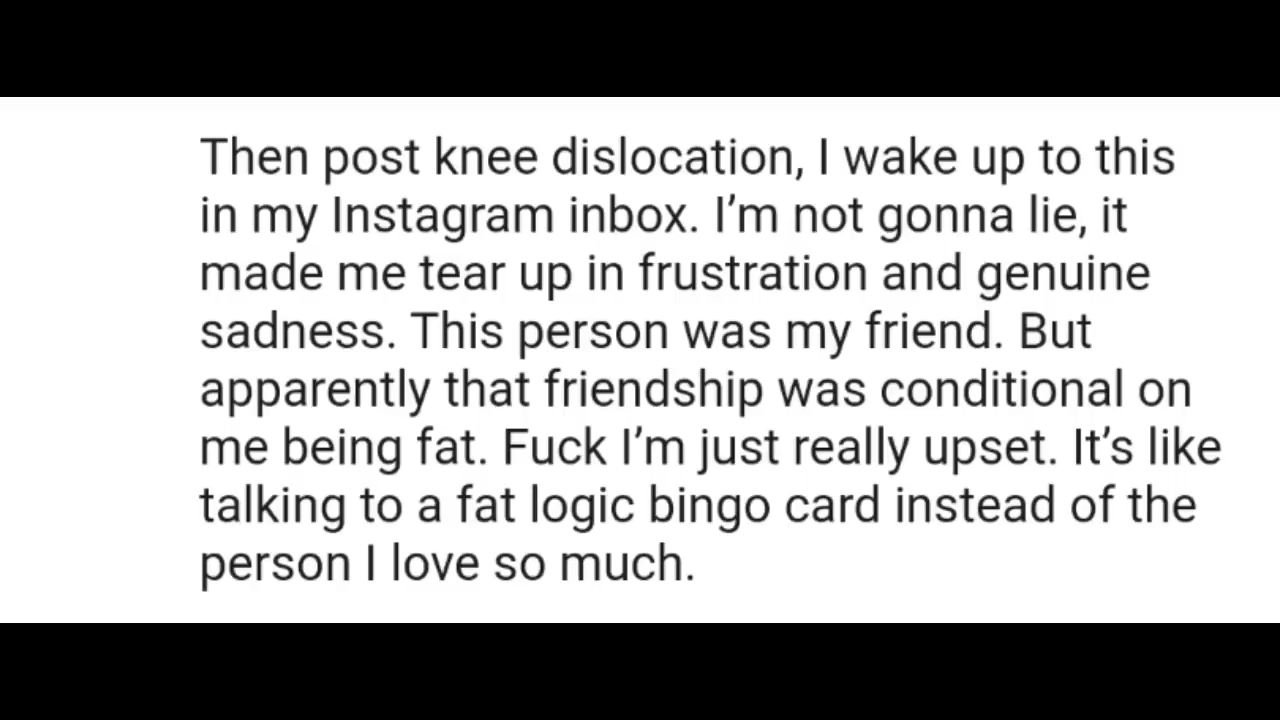 Then post knee dislocation, I wake up to this
in my Instagram inbox. I’m not gonna lie, it
made me tear up in frustration and genuine
sadness. This person was my friend. But
apparently that friendship was conditional on
me being fat. Fuck I’m just really upset. It’s like
talking to a fat logic bingo card instead of the
person I love so much.